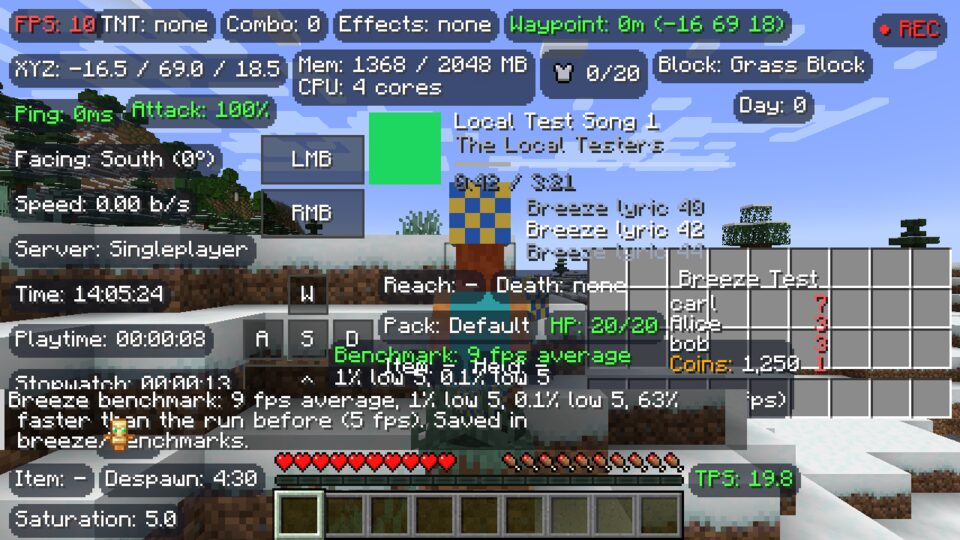 FPS: 10 TNT: none Combo: 0 Effects: none Waypoint: 0m (-16 69 18) REC
XYZ: -16.5 / 69.0 / 18.5
Mem: 1368 / 2048 MB
CPU: 4 cores
0/20
Block: Grass Block
Ping: 0ms
Attack: 100%
Day: 0
Local Test Song 1
The Local Testers
0:42 / 3:21
Facing: South (0°)
LMB
Speed: 0.00 b/s
RMB
Breeze lyric 40
Breeze lyric 42
Breeze lyric 44
Server: Singleplayer
Breeze Test
Time: 14:05:24
W
Reach: - Death: none
carl 7
Alice 3
bob 3
Coins: 1,250 1
Playtime: 00:00:08
A S D
Pack: Default HP: 20/20
Benchmark: 9 fps average
1% low 5, 0.1% low 5
Stopwatch: 00:00:13
Breeze benchmark: 9 fps average, 1% low 5, 0.1% low 5, 63%
faster than the run before (5 fps). Saved in
breeze/benchmarks.
fps)
Item: - Despawn: 4:30
TPS: 19.8
Saturation: 5.0